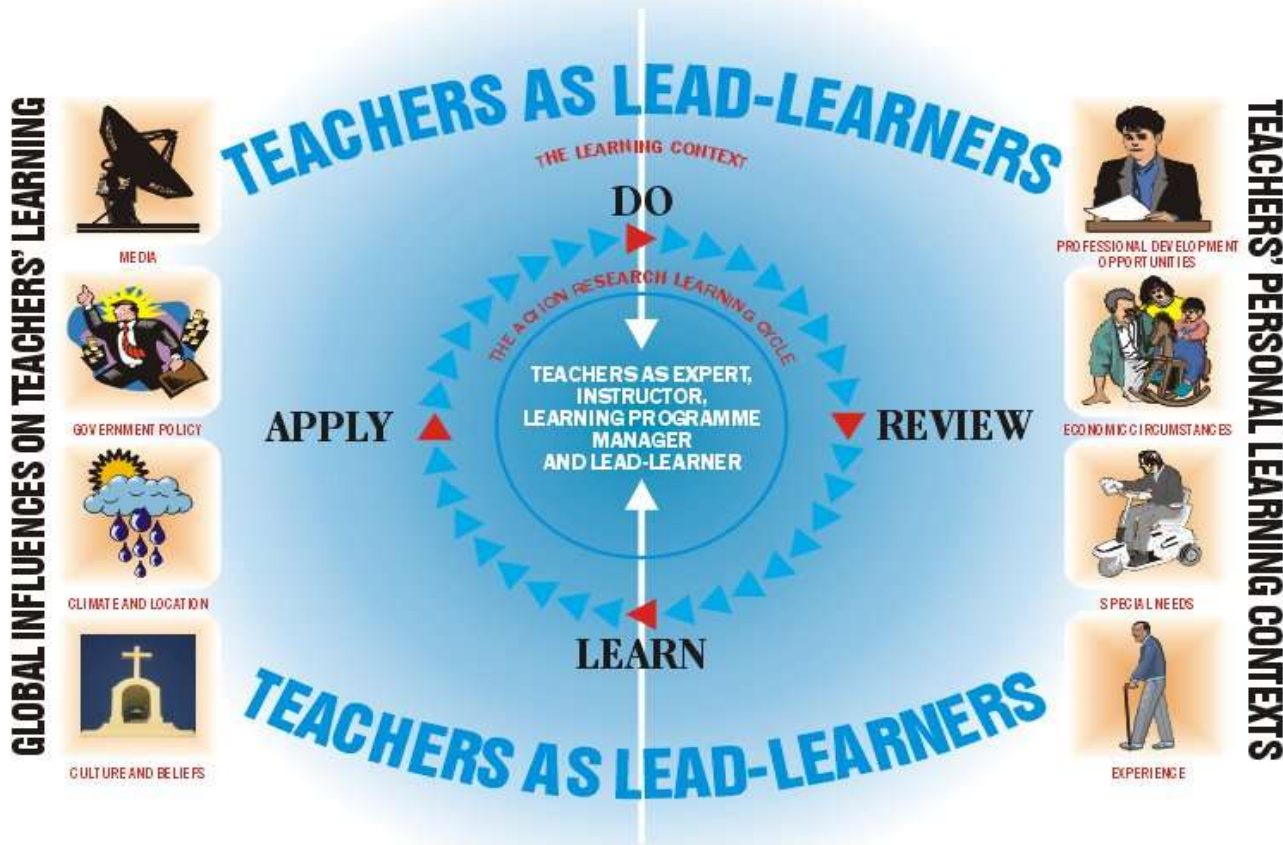 TEACHERS AS LEAD-LEARNERS
THE LEARNING CONTEXT
GLOBAL INFLUENCES ON TEACHERS' LEARNING
MEDIA
GOVERNMENT POLICY
CLIMATE AND LOCATION
CULTURE AND BELIEFS
DO
THE ACTION RESEARCH LEARNING CYCLE
TEACHERS AS EXPERT,
INSTRUCTOR,
LEARNING PROGRAMME
MANAGER
AND LEAD-LEARNER
APPLY
REVIEW
LEARN
TEACHERS' PERSONAL LEARNING CONTEXTS
PROFESSIONAL DEVELOPMENT
OPPORTUNITIES
ECONOMIC CIRCUMSTANCES
SPECIAL NEEDS
EXPERIENCE
TEACHERS AS LEAD-LEARNERS